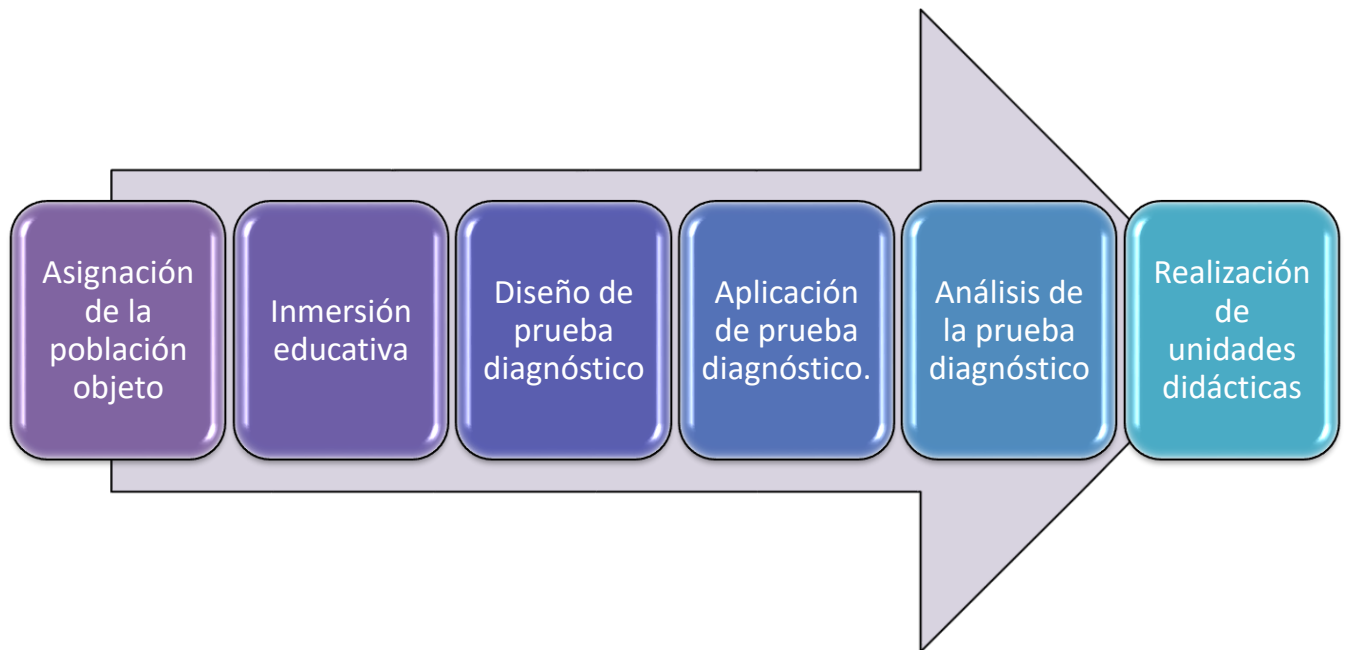 Asignación
de la
población
objeto
Inmersión
educativa
Diseño de
prueba
diagnóstico
Aplicación
de prueba
diagnóstico.
Análisis de
la prueba
diagnóstico
Realización
de
unidades
didácticas